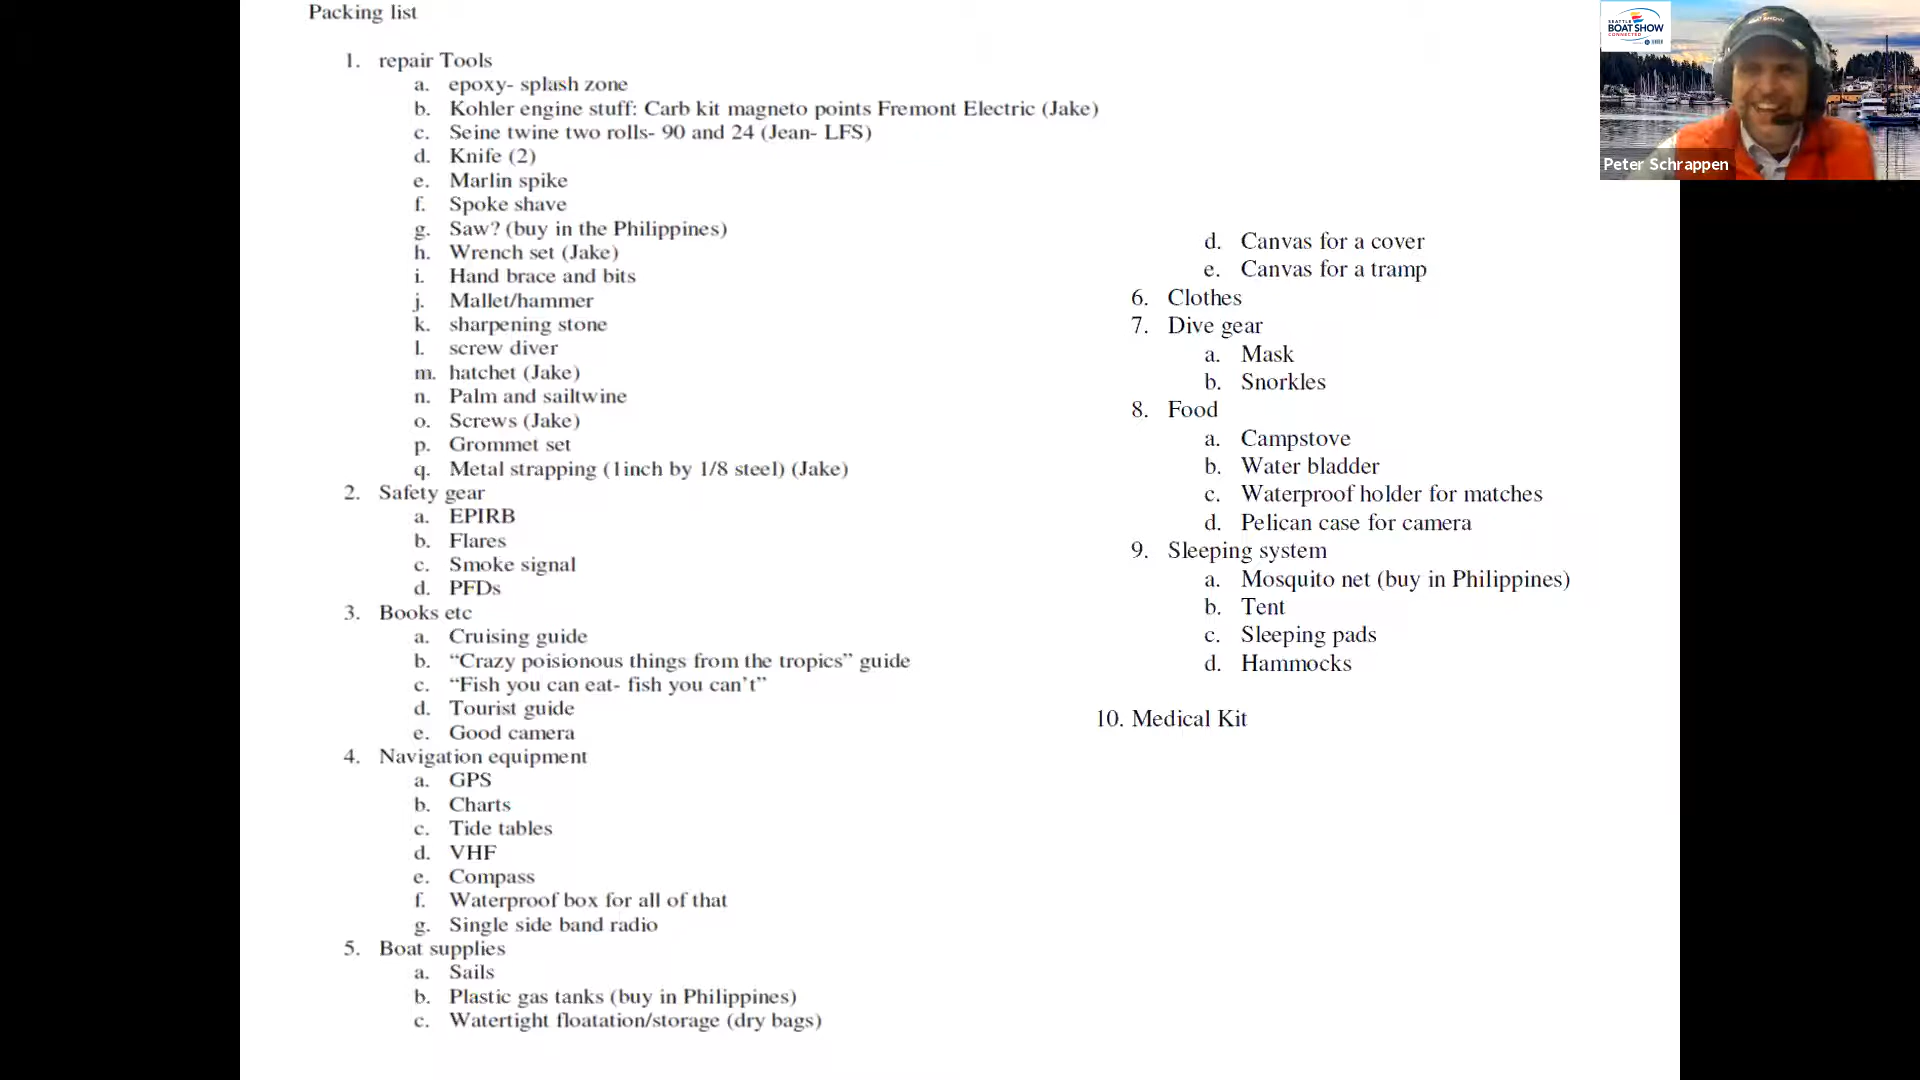 Packing list
1. repair Tools
a. epoxy- splash zone
b. Kohler engine stuff: Carb kit magneto points Fremont Electric (Jake)
c. Seine twine two rolls- 90 and 24 (Jean- LFS)
d. Knife (2)
e. Marlin spike
f. Spoke shave
g. Saw? (buy in the Philippines)
h. Wrench set (Jake)
i. Hand brace and bits
j. Mallet/hammer
k. sharpening stone
l. screw diver
m. hatchet (Jake)
n. Palm and sailtwine
o. Screws (Jake)
p. Grommet set
q. Metal strapping (1inch by 1/8 steel) (Jake)
2. Safety gear
a. EPIRB
b. Flares
c. Smoke signal
d. PFDs
3. Books etc
a. Cruising guide
b. “Crazy poisionous things from the tropics” guide
c. “Fish you can eat- fish you can’t”
d. Tourist guide
e. Good camera
4. Navigation equipment
a. GPS
b. Charts
c. Tide tables
d. VHF
e. Compass
f. Waterproof box for all of that
g. Single side band radio
5. Boat supplies
a. Sails
b. Plastic gas tanks (buy in Philippines)
c. Watertight floatation/storage (dry bags)
d. Canvas for a cover
e. Canvas for a tramp
6. Clothes
7. Dive gear
a. Mask
b. Snorkles
8. Food
a. Campstove
b. Water bladder
c. Waterproof holder for matches
d. Pelican case for camera
9. Sleeping system
a. Mosquito net (buy in Philippines)
b. Tent
c. Sleeping pads
d. Hammocks
10. Medical Kit
SEATTLE
BOAT SHOW
CONNECTED
Peter Schrappen